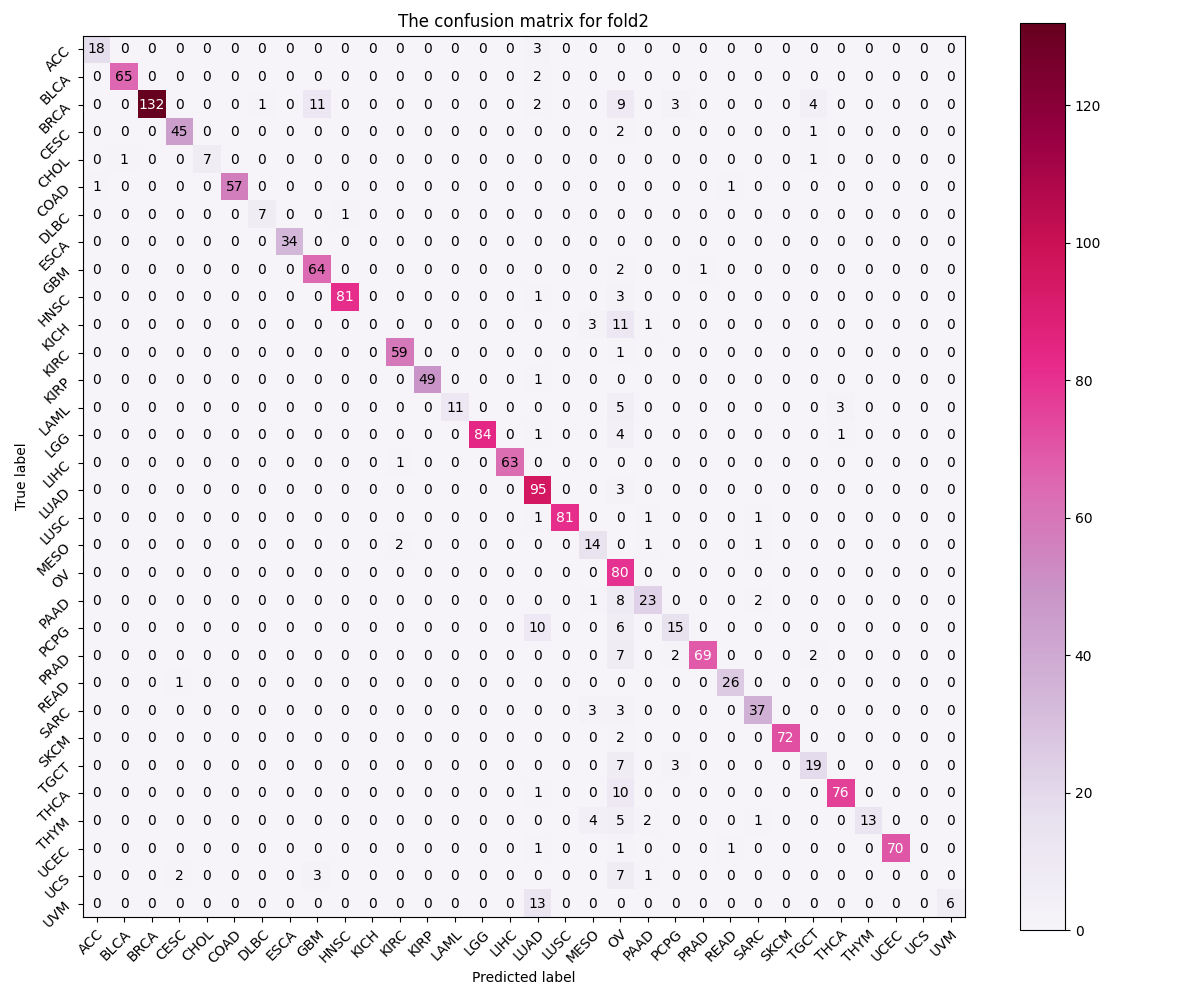 The confusion matrix for fold2
True label
ACC 18 0 0 0 0 0 0 0 0 0 0 0 0 0 0 0 3 0 0 0 0 0 0 0 0 0 0 0 0 0 0 0
BLCA 0 65 0 0 0 0 0 0 0 0 0 0 0 0 0 0 2 0 0 0 0 0 0 0 0 0 0 0 0 0 0 0
BRCA 0 0 132 0 0 0 1 0 11 0 0 0 0 0 0 0 2 0 0 9 0 3 0 0 0 0 4 0 0 0 0 0
CESC 0 0 0 45 0 0 0 0 0 0 0 0 0 0 0 0 0 0 0 2 0 0 0 0 0 0 1 0 0 0 0 0
CHOL 0 1 0 0 7 0 0 0 0 0 0 0 0 0 0 0 0 0 0 0 0 0 0 0 0 0 1 0 0 0 0 0
COAD 1 0 0 0 0 57 0 0 0 0 0 0 0 0 0 0 0 0 0 0 0 0 0 1 0 0 0 0 0 0 0 0
DLBC 0 0 0 0 0 0 7 0 0 1 0 0 0 0 0 0 0 0 0 0 0 0 0 0 0 0 0 0 0 0 0 0
ESCA 0 0 0 0 0 0 0 34 0 0 0 0 0 0 0 0 0 0 0 0 0 0 0 0 0 0 0 0 0 0 0 0
GBM 0 0 0 0 0 0 0 0 64 0 0 0 0 0 0 0 0 0 0 2 0 0 1 0 0 0 0 0 0 0 0 0
HNSC 0 0 0 0 0 0 0 0 0 81 0 0 0 0 0 0 1 0 0 3 0 0 0 0 0 0 0 0 0 0 0 0
KICH 0 0 0 0 0 0 0 0 0 0 0 0 0 0 0 0 0 0 3 11 1 0 0 0 0 0 0 0 0 0 0 0
KIRC 0 0 0 0 0 0 0 0 0 0 0 59 0 0 0 0 0 0 0 1 0 0 0 0 0 0 0 0 0 0 0 0
KIRP 0 0 0 0 0 0 0 0 0 0 0 0 49 0 0 0 1 0 0 0 0 0 0 0 0 0 0 0 0 0 0 0
LAML 0 0 0 0 0 0 0 0 0 0 0 0 0 11 0 0 0 0 0 5 0 0 0 0 0 0 0 3 0 0 0 0
LGG 0 0 0 0 0 0 0 0 0 0 0 0 0 0 84 0 1 0 0 4 0 0 0 0 0 0 0 1 0 0 0 0
LIHC 0 0 0 0 0 0 0 0 0 0 0 1 0 0 0 63 0 0 0 0 0 0 0 0 0 0 0 0 0 0 0 0
LUAD 0 0 0 0 0 0 0 0 0 0 0 0 0 0 0 0 95 0 0 3 0 0 0 0 0 0 0 0 0 0 0 0
LUSC 0 0 0 0 0 0 0 0 0 0 0 0 0 0 0 0 1 81 0 0 1 0 0 0 1 0 0 0 0 0 0 0
MESO 0 0 0 0 0 0 0 0 0 0 0 2 0 0 0 0 0 0 14 0 1 0 0 0 1 0 0 0 0 0 0 0
OV 0 0 0 0 0 0 0 0 0 0 0 0 0 0 0 0 0 0 0 80 0 0 0 0 0 0 0 0 0 0 0 0
PAAD 0 0 0 0 0 0 0 0 0 0 0 0 0 0 0 0 0 0 1 8 23 0 0 0 2 0 0 0 0 0 0 0
PCPG 0 0 0 0 0 0 0 0 0 0 0 0 0 0 0 0 10 0 0 6 0 15 0 0 0 0 0 0 0 0 0 0
PRAD 0 0 0 0 0 0 0 0 0 0 0 0 0 0 0 0 0 0 0 7 0 2 69 0 0 0 2 0 0 0 0 0
READ 0 0 0 1 0 0 0 0 0 0 0 0 0 0 0 0 0 0 0 0 0 0 0 26 0 0 0 0 0 0 0 0
SARC 0 0 0 0 0 0 0 0 0 0 0 0 0 0 0 0 0 0 3 3 0 0 0 0 37 0 0 0 0 0 0 0
SKCM 0 0 0 0 0 0 0 0 0 0 0 0 0 0 0 0 0 0 0 2 0 0 0 0 0 72 0 0 0 0 0 0
TGCT 0 0 0 0 0 0 0 0 0 0 0 0 0 0 0 0 0 0 0 7 0 3 0 0 0 0 19 0 0 0 0 0
THCA 0 0 0 0 0 0 0 0 0 0 0 0 0 0 0 0 1 0 0 10 0 0 0 0 0 0 0 76 0 0 0 0
THYM 0 0 0 0 0 0 0 0 0 0 0 0 0 0 0 0 0 0 4 5 2 0 0 0 1 0 0 0 13 0 0 0
UCEC 0 0 0 0 0 0 0 0 0 0 0 0 0 0 0 0 1 0 0 1 0 0 0 1 0 0 0 0 0 70 0 0
UCS 0 0 0 2 0 0 0 0 3 0 0 0 0 0 0 0 0 0 0 7 1 0 0 0 0 0 0 0 0 0 0 0
UVM 0 0 0 0 0 0 0 0 0 0 0 0 0 0 0 0 13 0 0 0 0 0 0 0 0 0 0 0 0 0 0 6
ACC BLCA BRCA CESC CHOL COAD DLBC ESCA GBM HNSC KICH KIRC KIRP LAML LGG LIHC LUAD LUSC MESO OV PAAD PCPG PRAD READ SARC SKCM TGCT THCA THYM UCEC UCS UVM
Predicted label
120
100
80
60
40
20
0